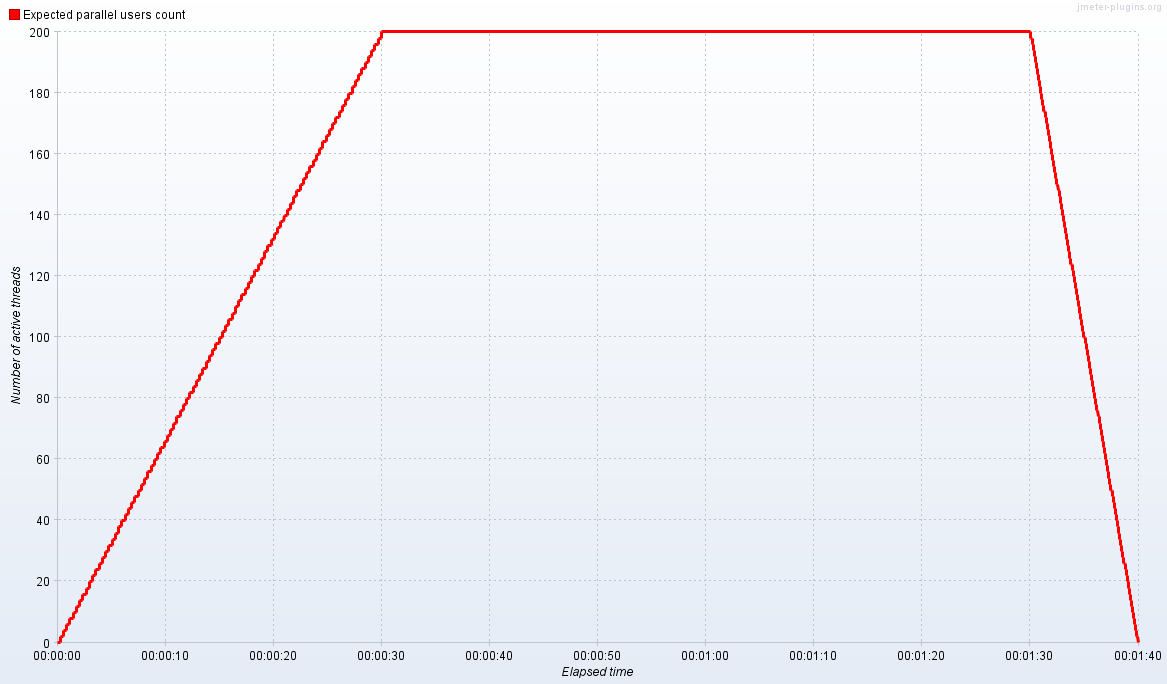 jmeter-plugins.org
Expected parallel users count
200
180
160
140
120
100
80
60
40
20
0
Number of active threads
00:00:00 00:00:10 00:00:20 00:00:30 00:00:40 00:00:50 00:01:00 00:01:10 00:01:20 00:01:30 00:01:40
Elapsed time